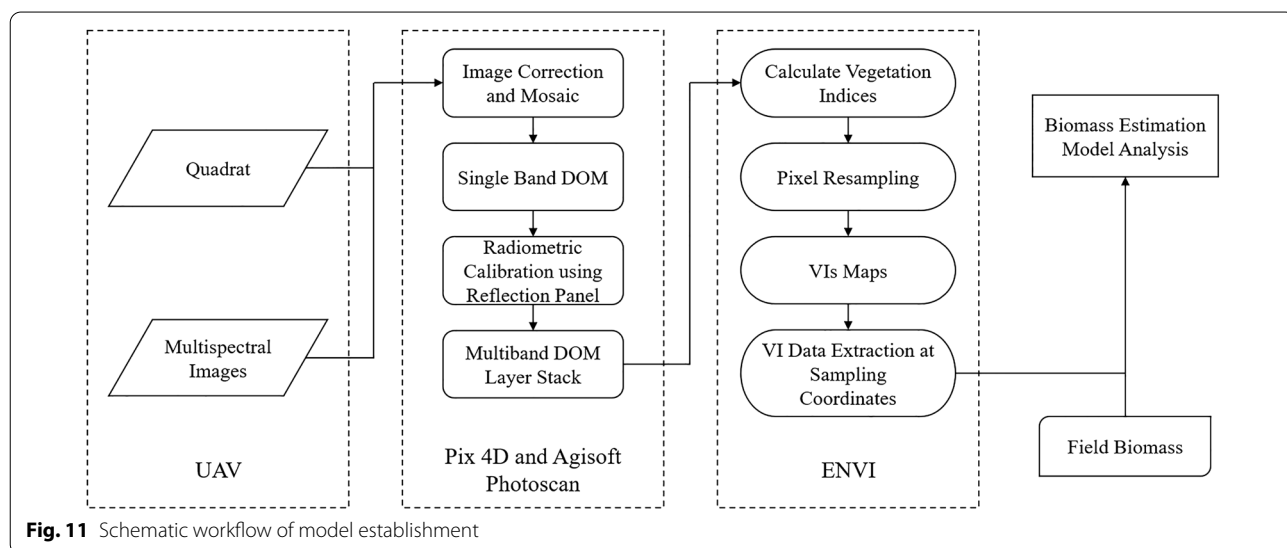 Quadrat
Multispectral
Images
UAV
Image Correction
and Mosaic
Single Band DOM
Radiometric
Calibration using
Reflection Panel
Multiband DOM
Layer Stack
Pix 4D and Agisoft
Photoscan
Calculate Vegetation
Indices
Pixel Resampling
VIs Maps
VI Data Extraction at
Sampling
Coordinates
ENVI
Biomass Estimation
Model Analysis
Field Biomass
Fig. 11 Schematic workflow of model establishment